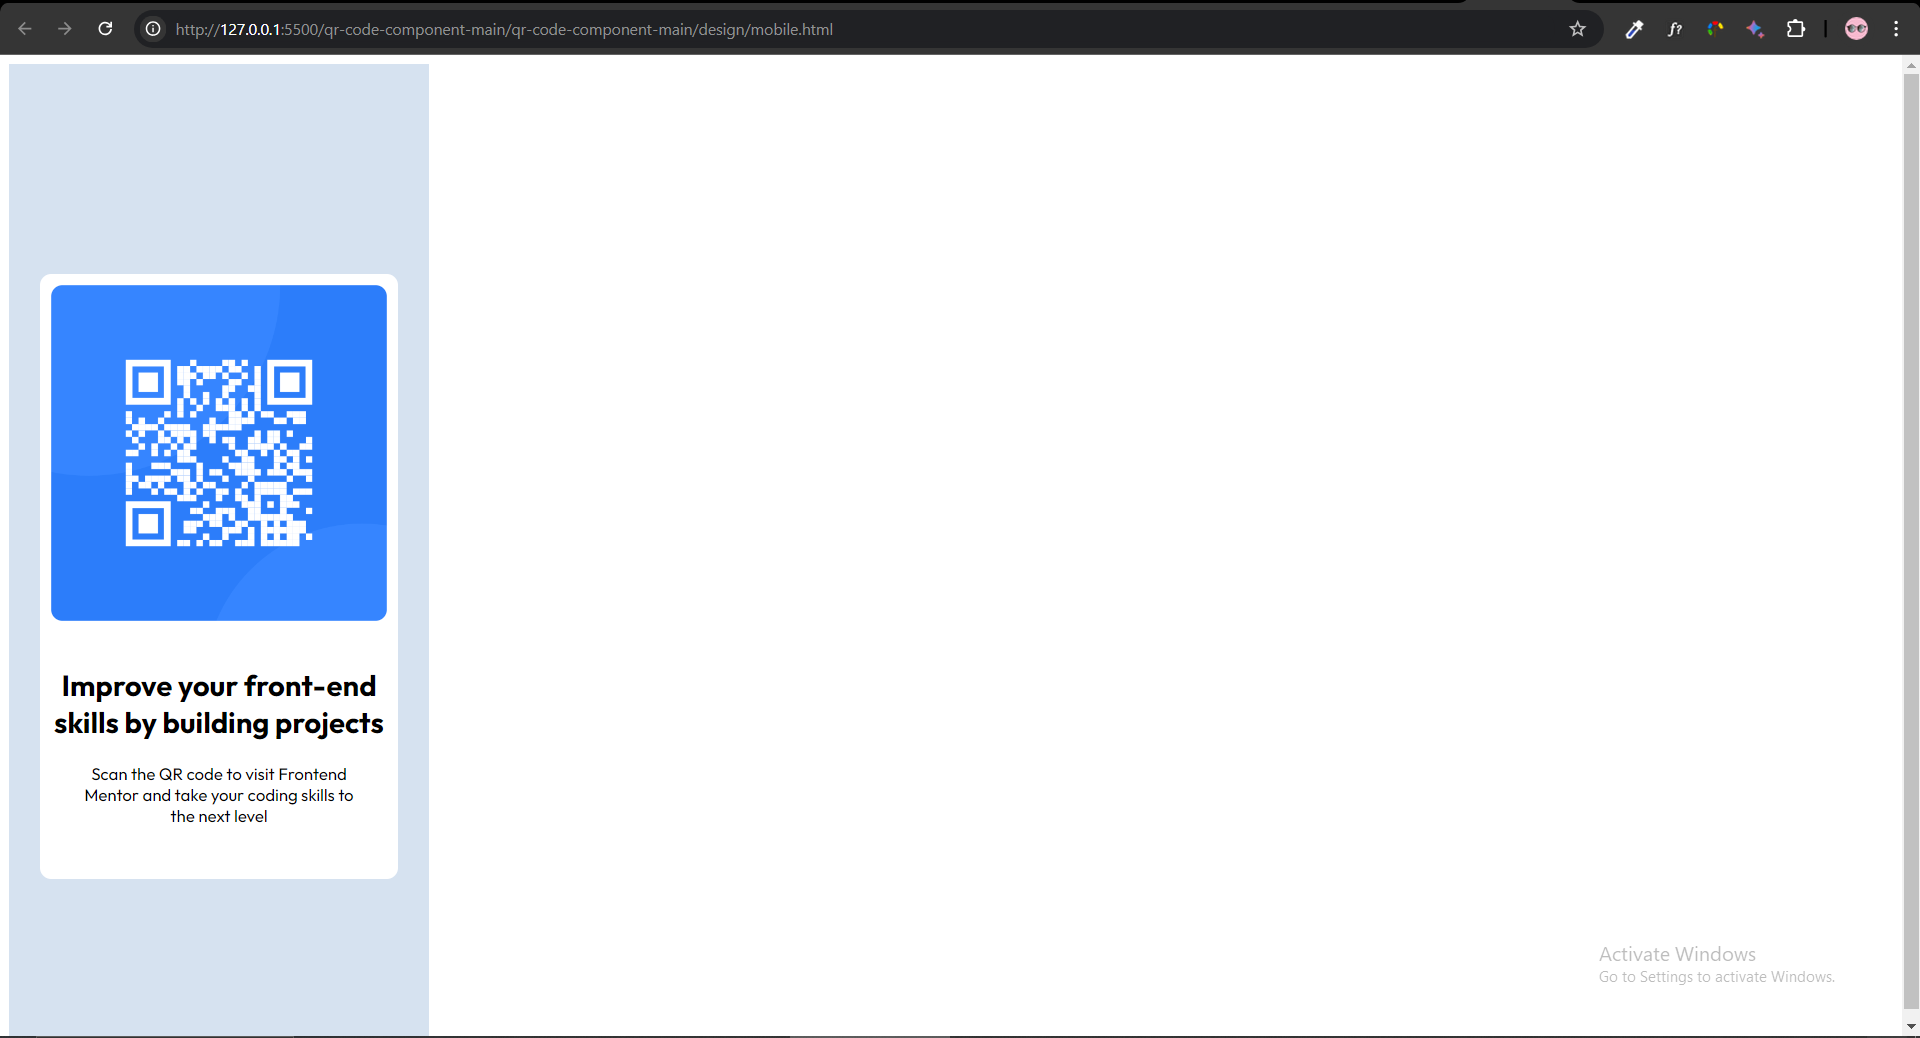 http://127.0.0.1:5500/qr-code-component-main/qr-code-component-main/design/mobile.html
f?
Improve your front-end
skills by building projects
Scan the QR code to visit Frontend
Mentor and take your coding skills to
the next level
Activate Windows
Go to Settings to activate Windows.